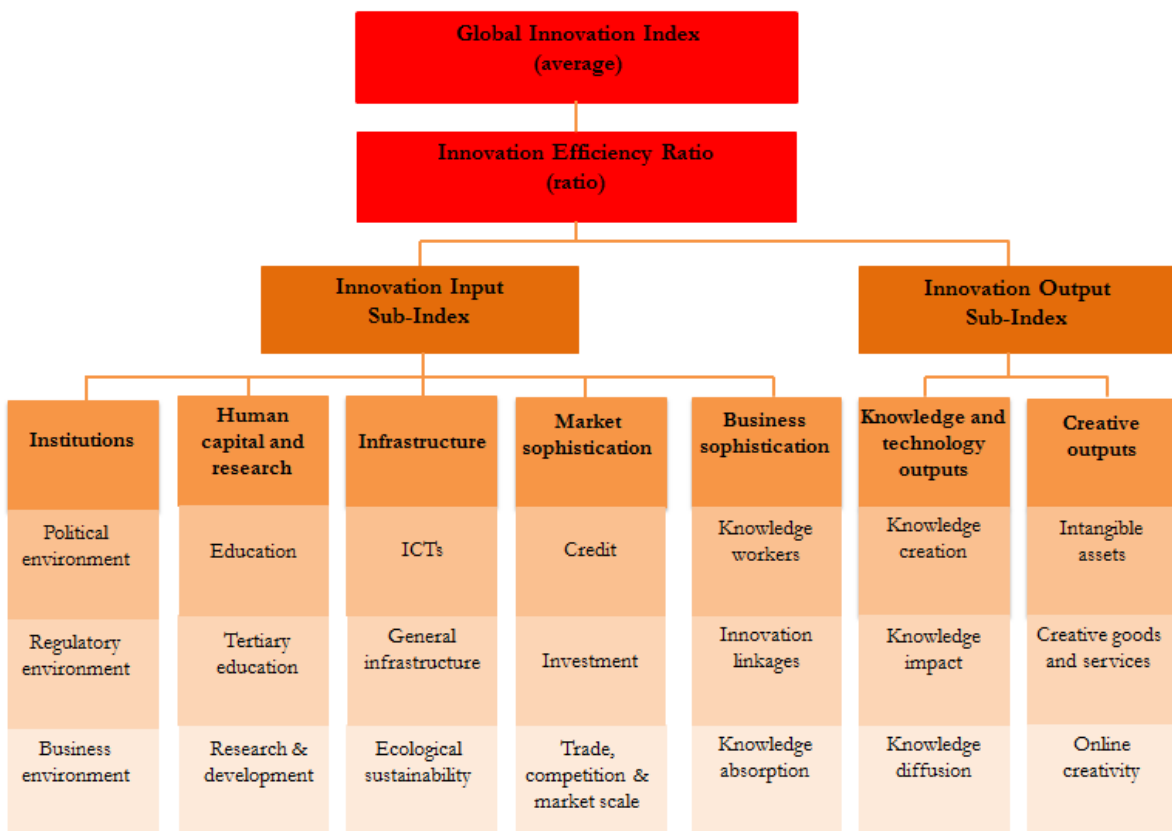 Global Innovation Index
(average)
Innovation Efficiency Ratio
(ratio)
Innovation Input
Sub-Index
Innovation Output
Sub-Index
Institutions
Human
capital and
research
Infrastructure
Market
sophistication
Business
sophistication
Knowledge and
technology
outputs
Creative
outputs
Political
environment
Education
ICTs
Credit
Knowledge
workers
Knowledge
creation
Intangible
assets
Regulatory
environment
Tertiary
education
General
infrastructure
Investment
Innovation
linkages
Knowledge
impact
Creative goods
and services
Business
environment
Research &
development
Ecological
sustainability
Trade,
competition &
market scale
Knowledge
absorption
Knowledge
diffusion
Online
creativity